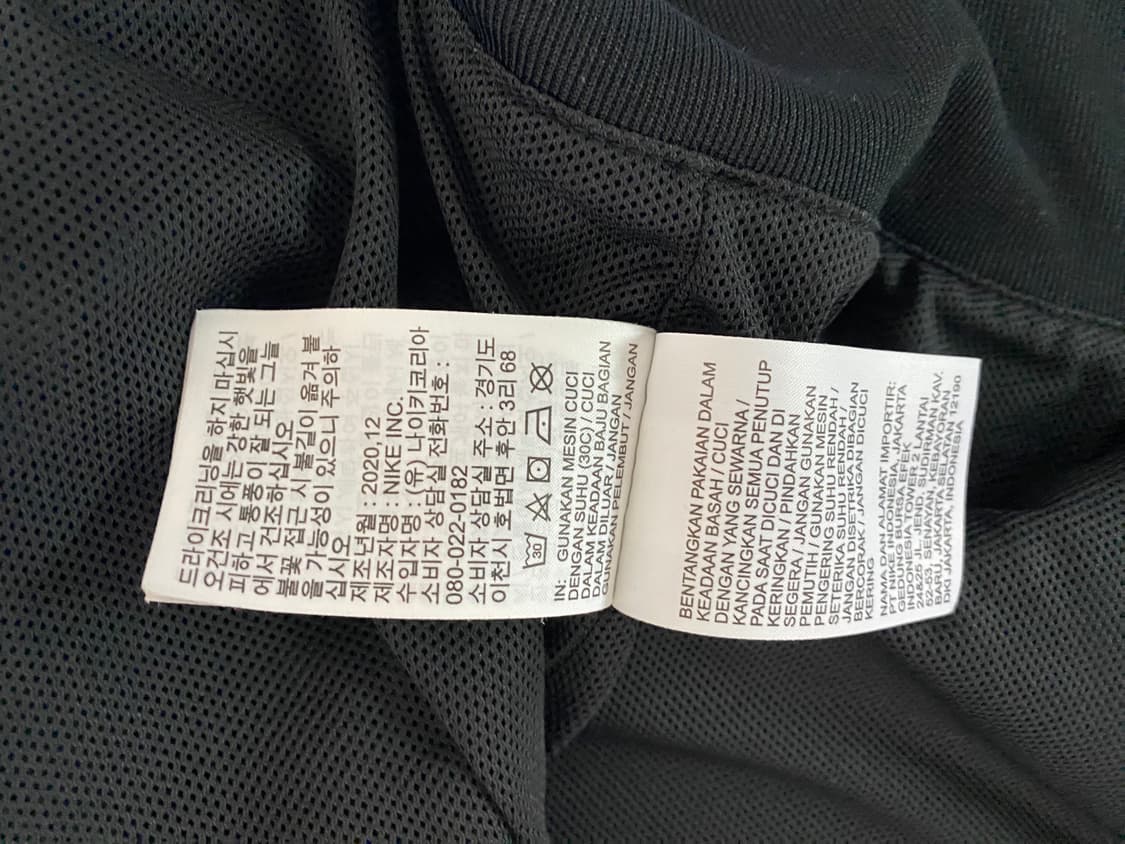 드라이크리닝을 하지 마십시
오건조 시에는 강한 햇빛을
피하고 통풍이 잘 되는 그늘
에서 건조하십시오
불꽃 접근 시 불길이 옮겨 붙
을 가능성이 있으니 주의하
십시오
제조년월 : 2020,12
제조자명 : NIKE INC.
수입자명 : (유) 나이키코리아
소비자 상담실 전화번호 :
080-022-0182
소비자 상담실 주소 : 경기도
이천시 호법면 후안 3리 68
30
IN: GUNAKAN MESIN CUCI
DENGAN SUHU (30C) / CUCI
DALAM KEADAAN BAJU BAGIAN
DALAM DILUAR / JANGAN
GUNAKAN PELEMBUT / JANGAN
BENTANGKAN PAKAIAN DALAM
KEADAAN BASAH / CUCI
DENGAN YANG SEWARNA /
KANCINGKAN SEMUA PENUTUP
PADA SAAT DICUCI DAN DI
KERINGKAN / PINDAHKAN
SEGERA / JANGAN GUNAKAN
PEMUTIH / GUNAKAN MESIN
PENGERING SUHU RENDAH /
SETERIKA SUHU RENDAH /
JANGAN DISETRIKA DIBAGIAN
BERCORAK / JANGAN DICUCI
KERING
NAMA DAN ALAMAT IMPORTIR:
PT NIKE INDONESIA, JAKARTA
GEDUNG BURSA EFEK
INDONESIA TOWER 2, LANTAI
24&25 JL. JEND. SUDIRMAN KAV.
52-53, SENAYAN, KEBAYORAN
BARU, JAKARTA SELATAN
DKI JAKARTA, INDONESIA 12190